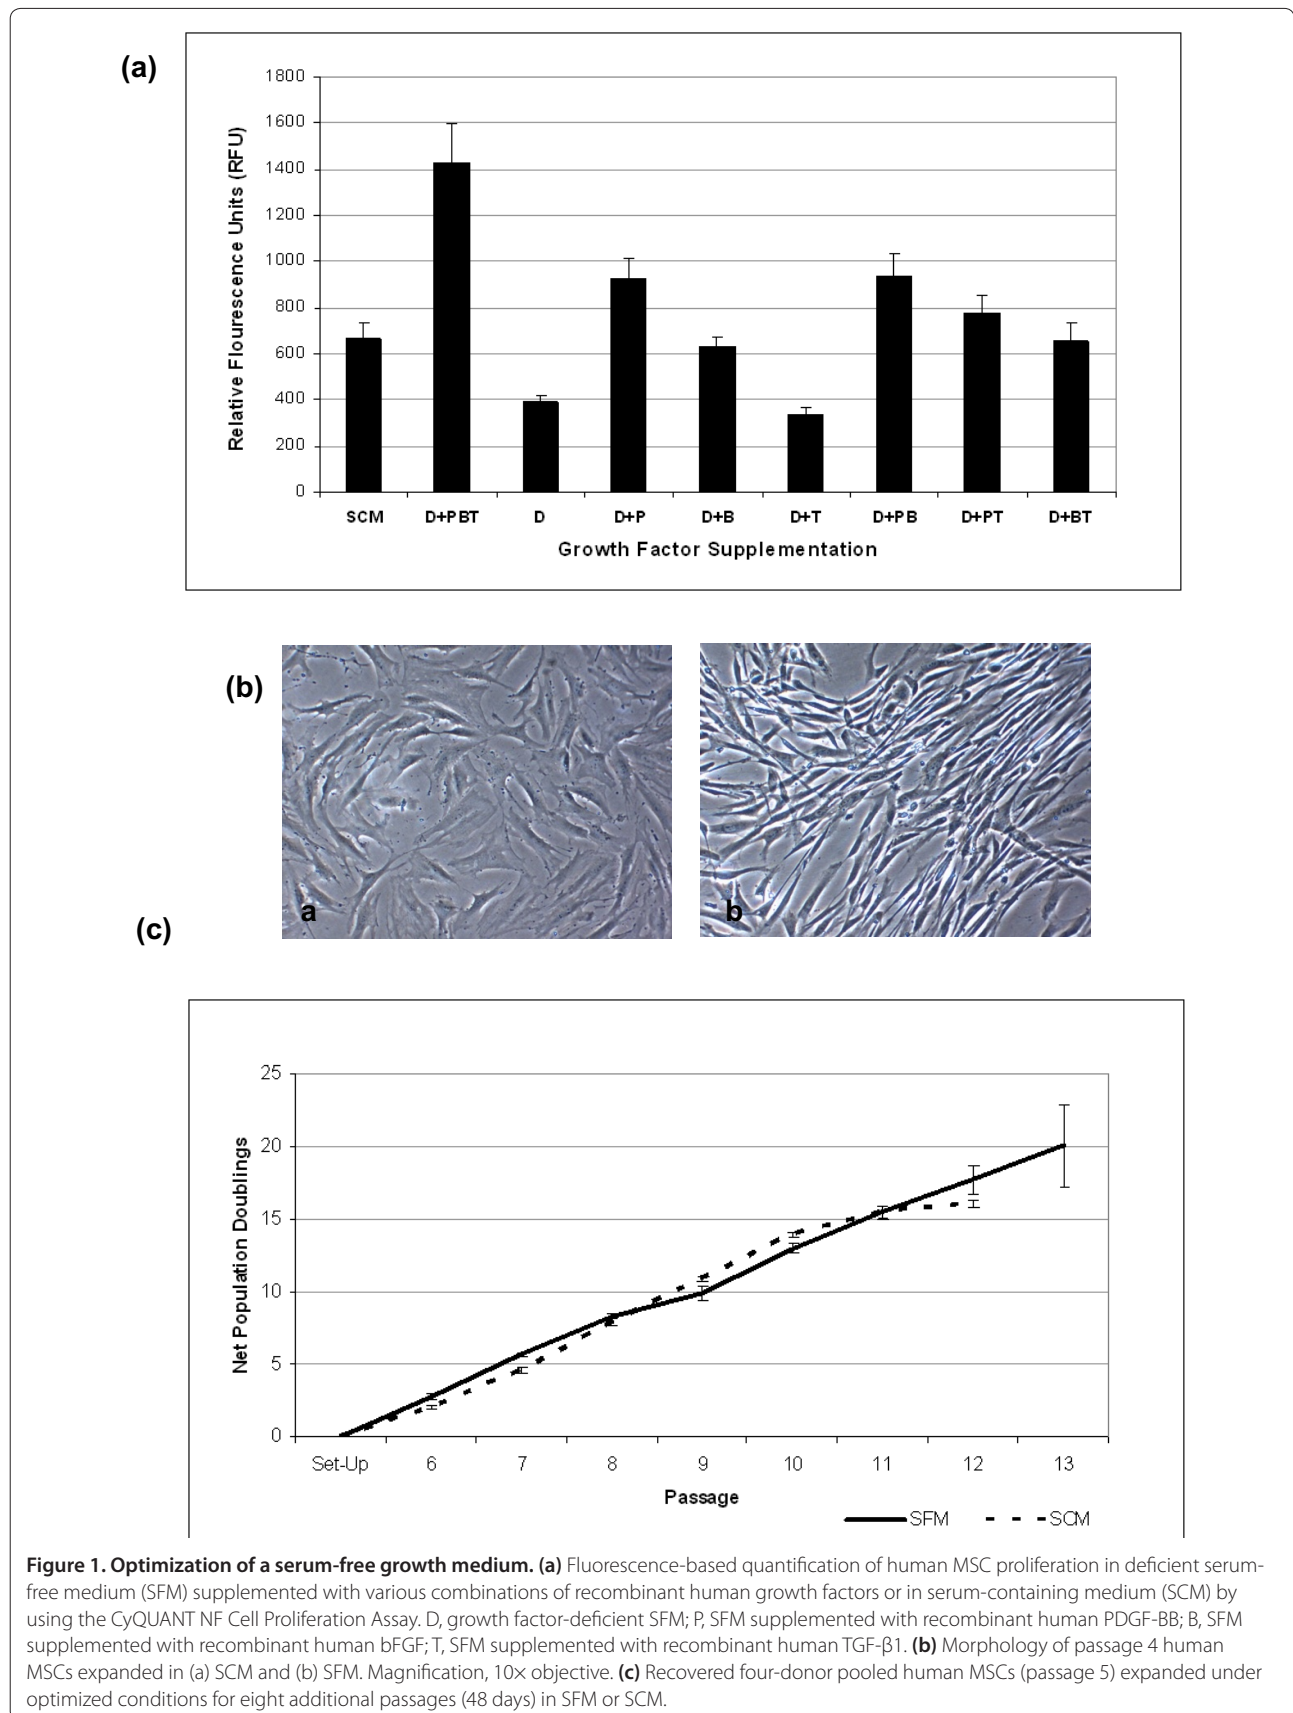 (a)
1800
1600
1400
1200
1000
800
600
400
200
0
Relative Flourescence Units (RFU)
SCM D+PBT D D+P D+B D+T D+PB D+PT D+BT
Growth Factor Supplementation
(b)
a
b
(c)
25
20
15
10
5
0
Net Population Doublings
Set-Up 6 7 8 9 10 11 12 13
Passage
SFM SCM
Figure 1. Optimization of a serum-free growth medium. (a) Fluorescence-based quantification of human MSC proliferation in deficient serum-
free medium (SFM) supplemented with various combinations of recombinant human growth factors or in serum-containing medium (SCM) by
using the CyQUANT NF Cell Proliferation Assay. D, growth factor-deficient SFM; P, SFM supplemented with recombinant human PDGF-BB; B, SFM
supplemented with recombinant human bFGF; T, SFM supplemented with recombinant human TGF-β1. (b) Morphology of passage 4 human
MSCs expanded in (a) SCM and (b) SFM. Magnification, 10× objective. (c) Recovered four-donor pooled human MSCs (passage 5) expanded under
optimized conditions for eight additional passages (48 days) in SFM or SCM.